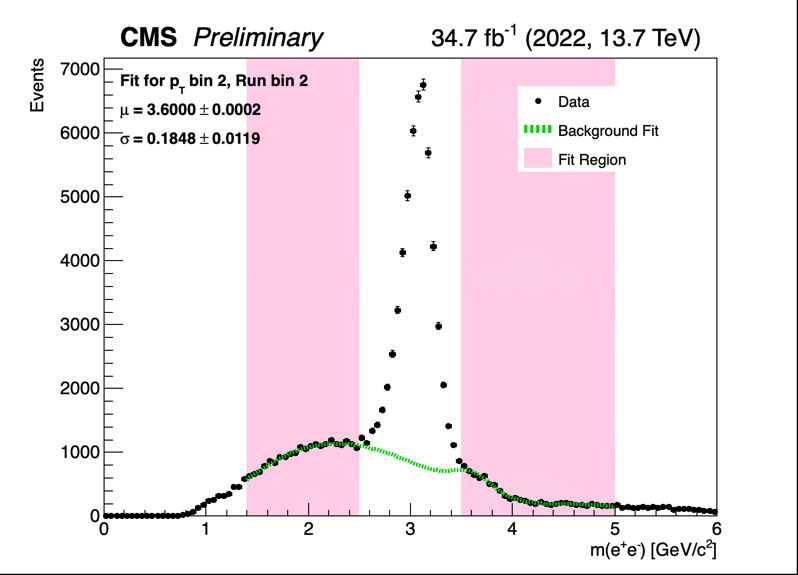 CMS Preliminary 34.7 fb⁻¹ (2022, 13.7 TeV)
Events
Fit for p_T bin 2, Run bin 2
μ = 3.6000 ± 0.0002
σ = 0.1848 ± 0.0119
Data
Background Fit
Fit Region
7000
6000
5000
4000
3000
2000
1000
0
0 1 2 3 4 5 6
m(e⁺e⁻) [GeV/c²]